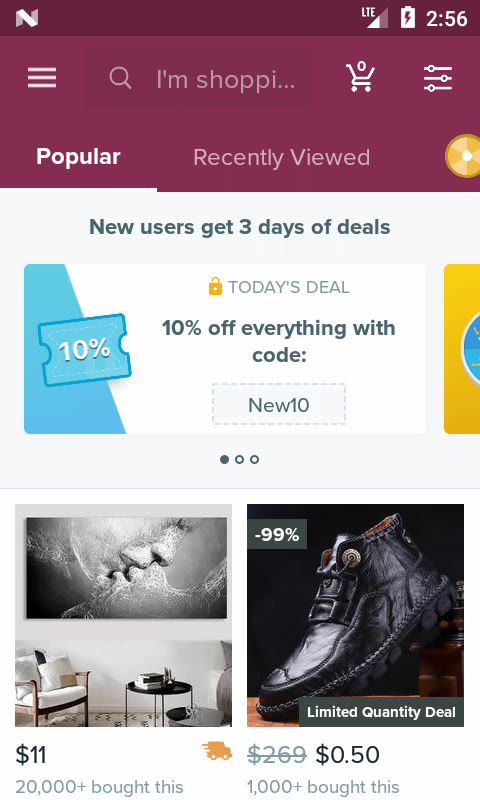 LTE
2:56
I'm shoppi...
0
Popular
Recently Viewed
New users get 3 days of deals
TODAY'S DEAL
10%
10% off everything with
code:
New10
-99%
Limited Quantity Deal
$11
$269 $0.50
20,000+ bought this
1,000+ bought this